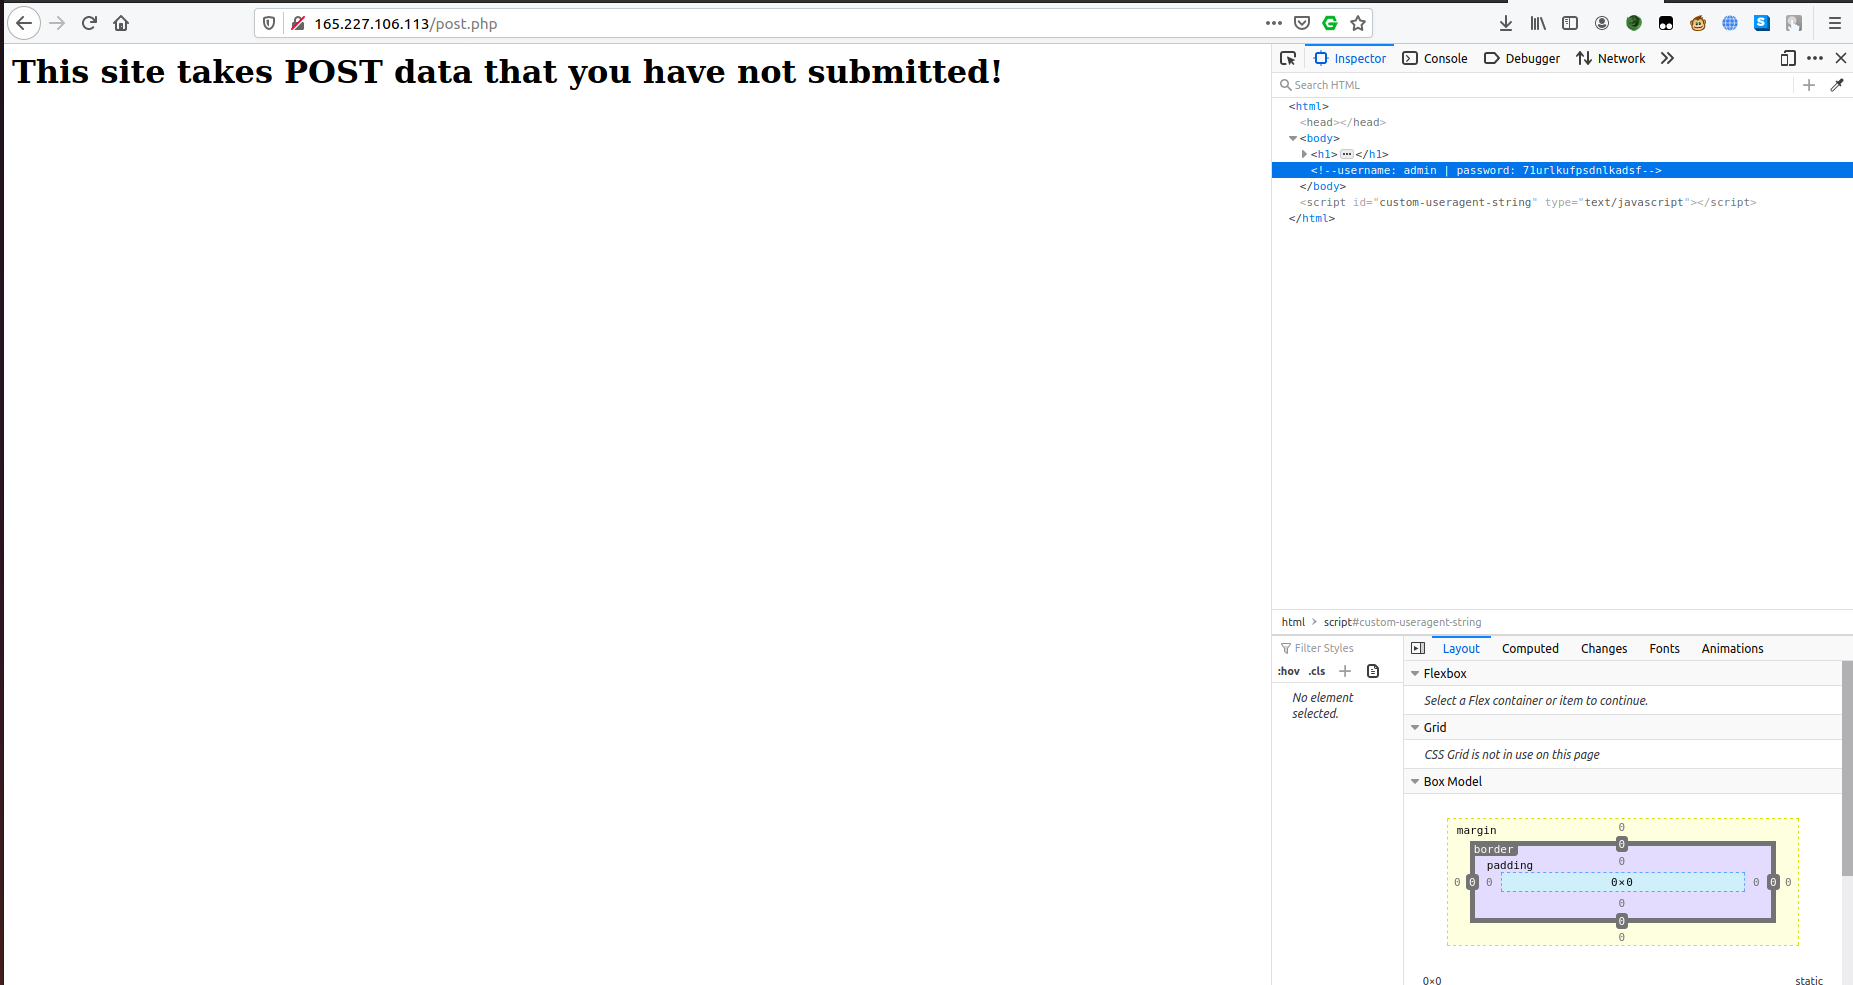 165.227.106.113/post.php
This site takes POST data that you have not submitted!
Inspector Console Debugger Network
Search HTML
<html>
<head></head>
<body>
<h1>…</h1>
<!--username: admin | password: 71urlkufpsdnlkadsf-->
</body>
<script id="custom-useragent-string" type="text/javascript"></script>
</html>
html > script#custom-useragent-string
Filter Styles
:hov .cls
No element
selected.
Layout Computed Changes Fonts Animations
Flexbox
Select a Flex container or item to continue.
Grid
CSS Grid is not in use on this page
Box Model
margin 0
border 0
padding 0
0 0 0 0×0 0 0 0
0
0
0
0×0 static